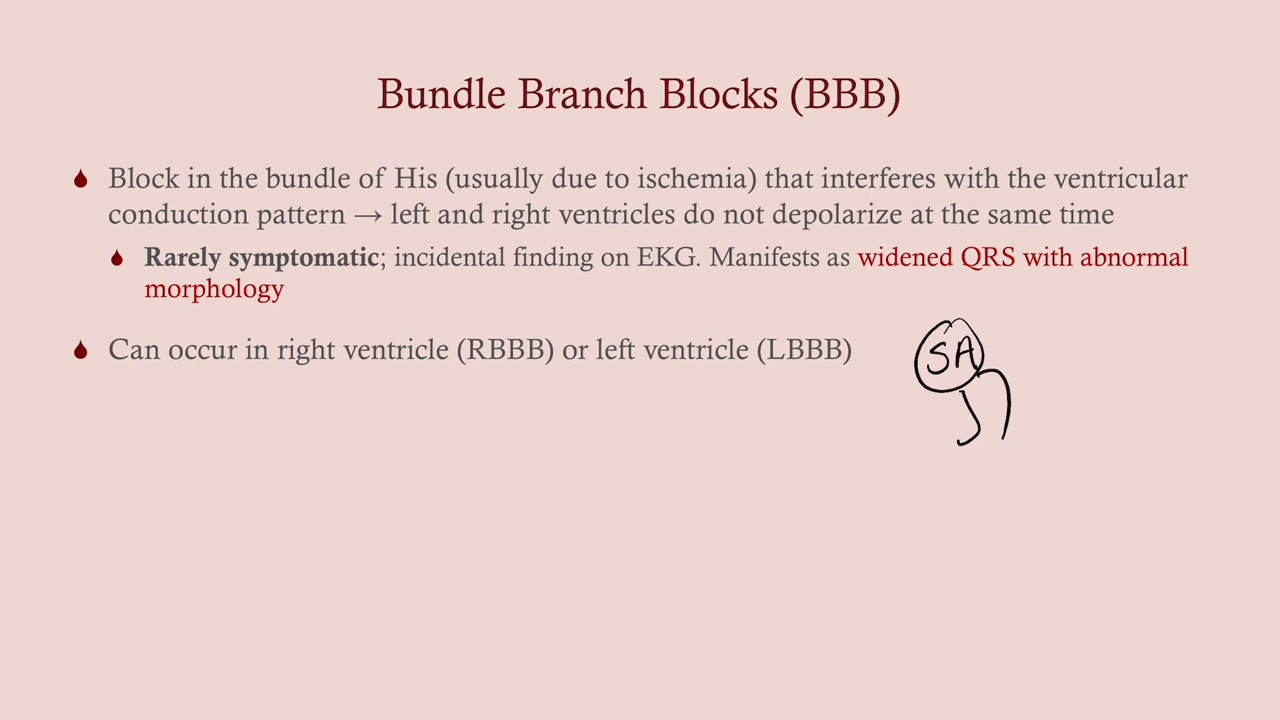 Bundle Branch Blocks (BBB)
Block in the bundle of His (usually due to ischemia) that interferes with the ventricular
conduction pattern → left and right ventricles do not depolarize at the same time
Rarely symptomatic; incidental finding on EKG. Manifests as widened QRS with abnormal
morphology
Can occur in right ventricle (RBBB) or left ventricle (LBBB)
SA